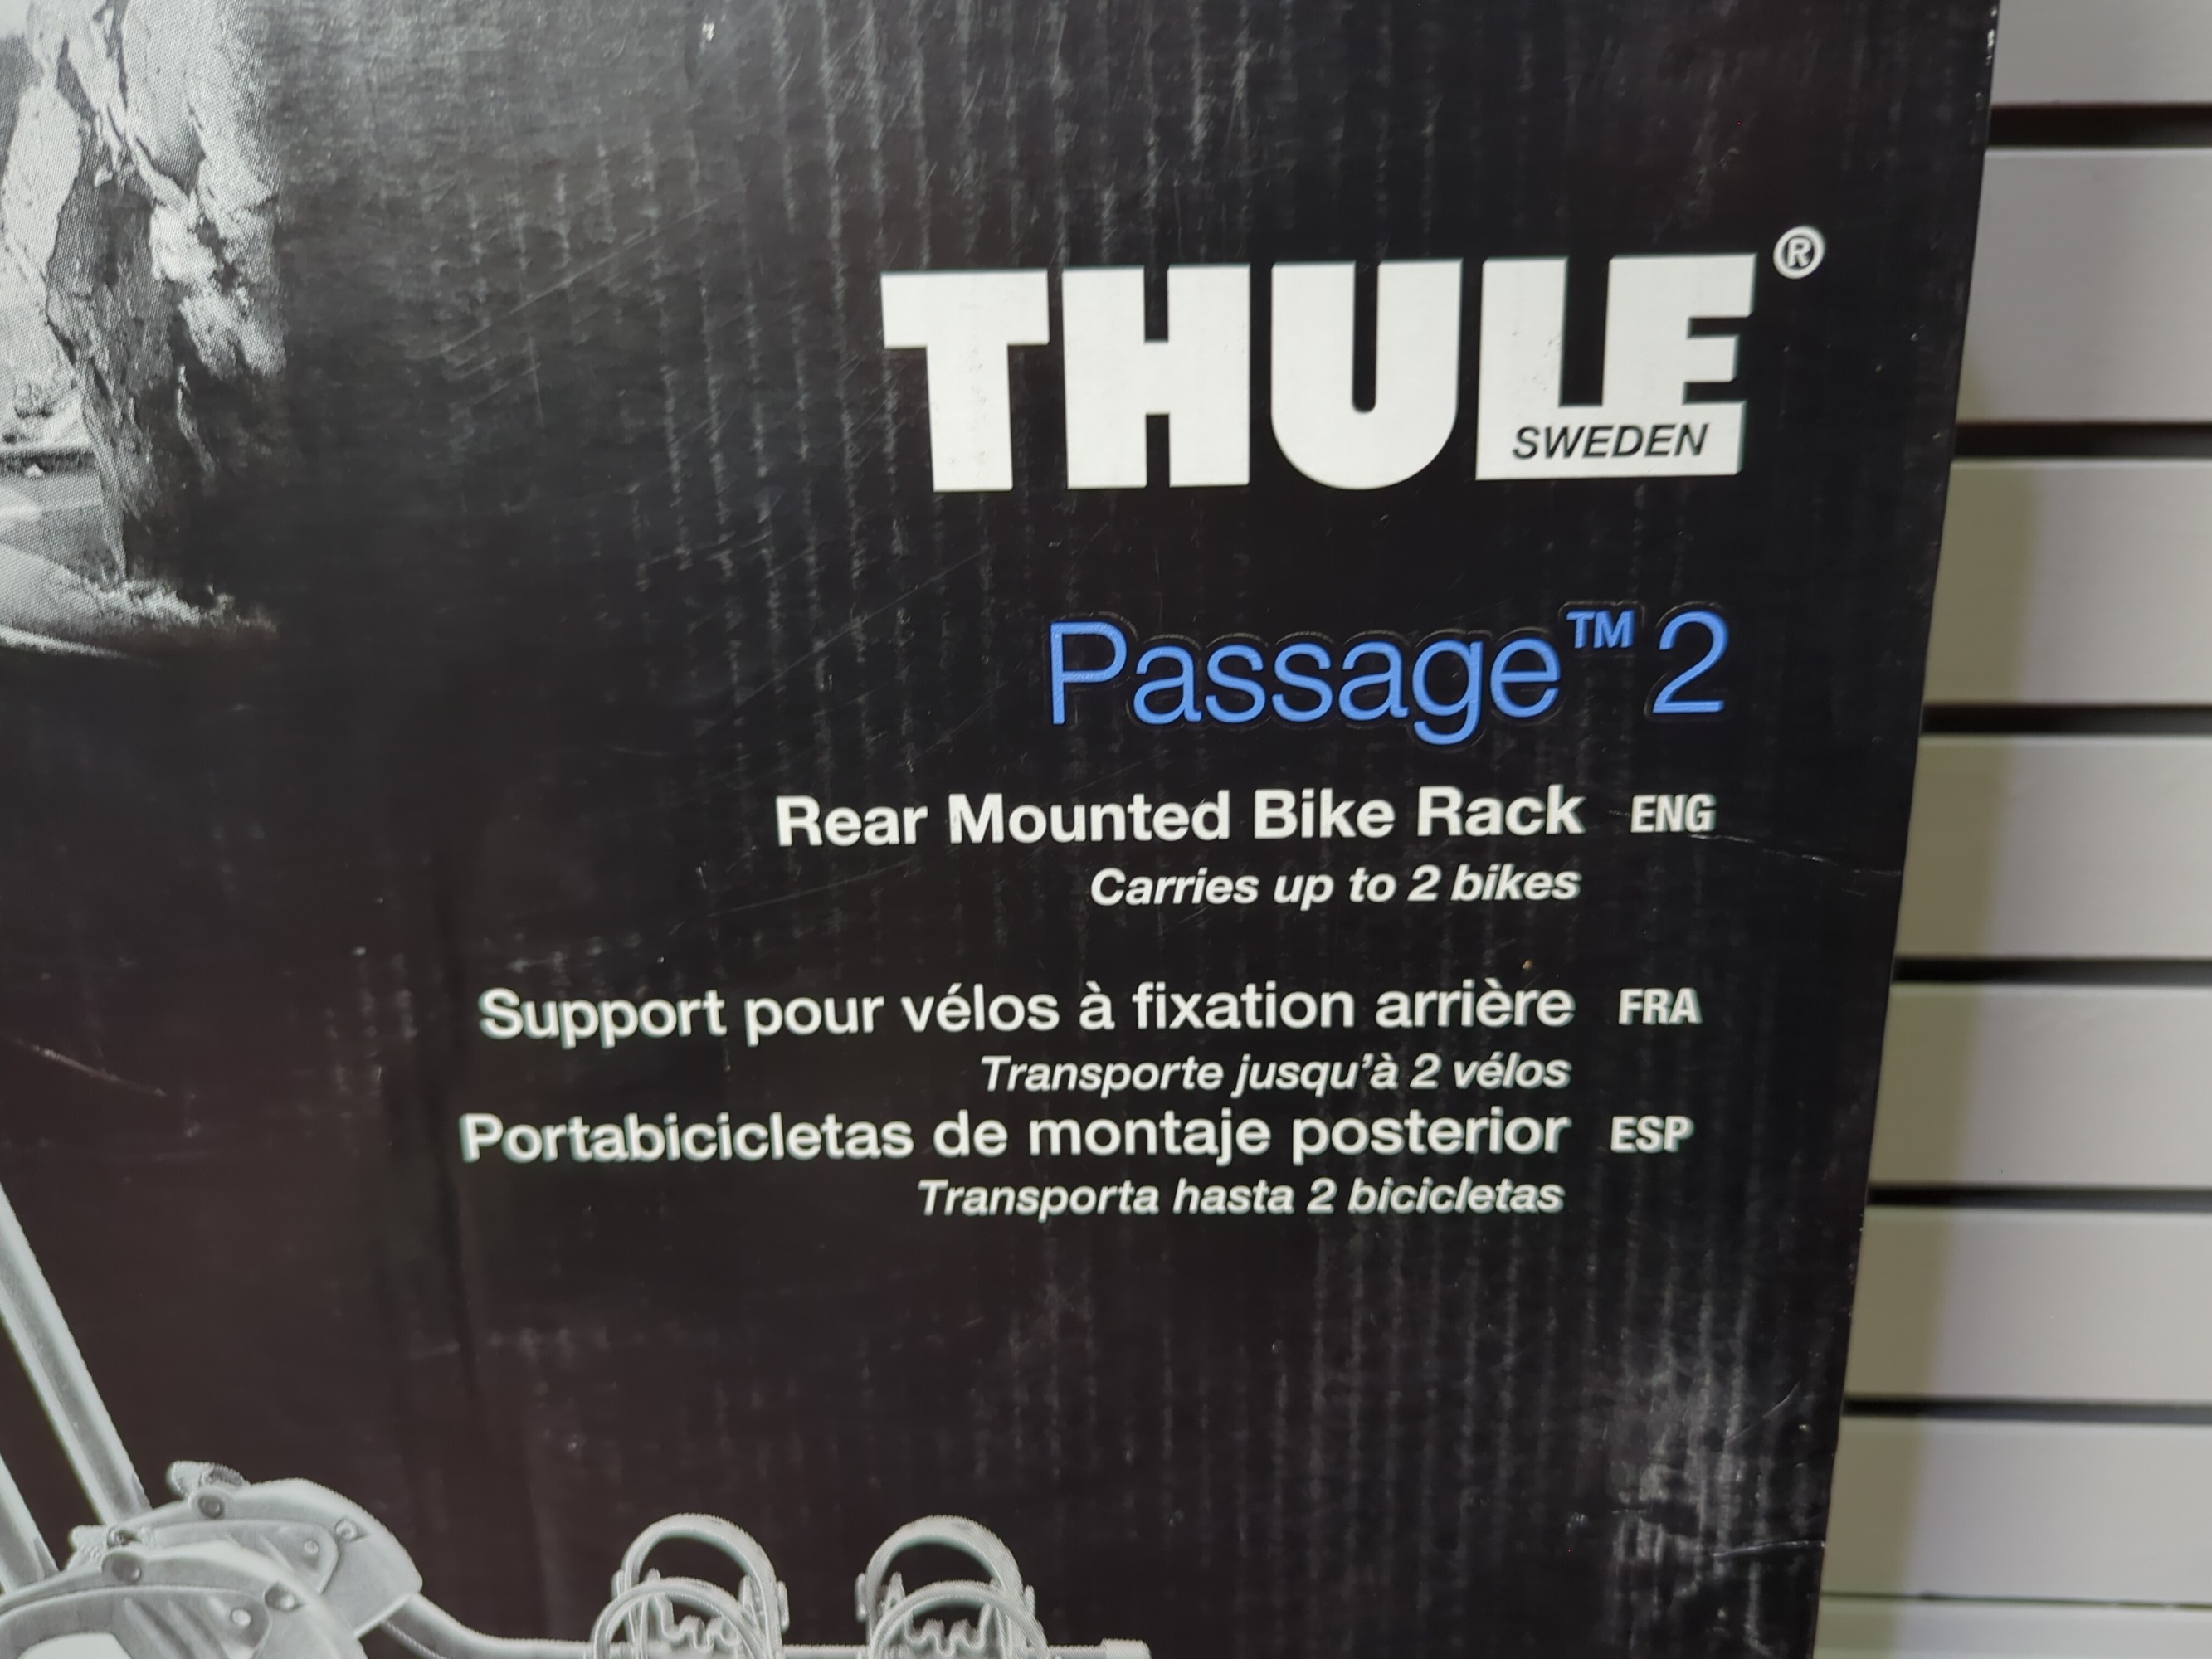 THULE®
SWEDEN
Passage™ 2
Rear Mounted Bike Rack ENG
Carries up to 2 bikes
Support pour vélos à fixation arrière FRA
Transporte jusqu'à 2 vélos
Portabicicletas de montaje posterior ESP
Transporta hasta 2 bicicletas